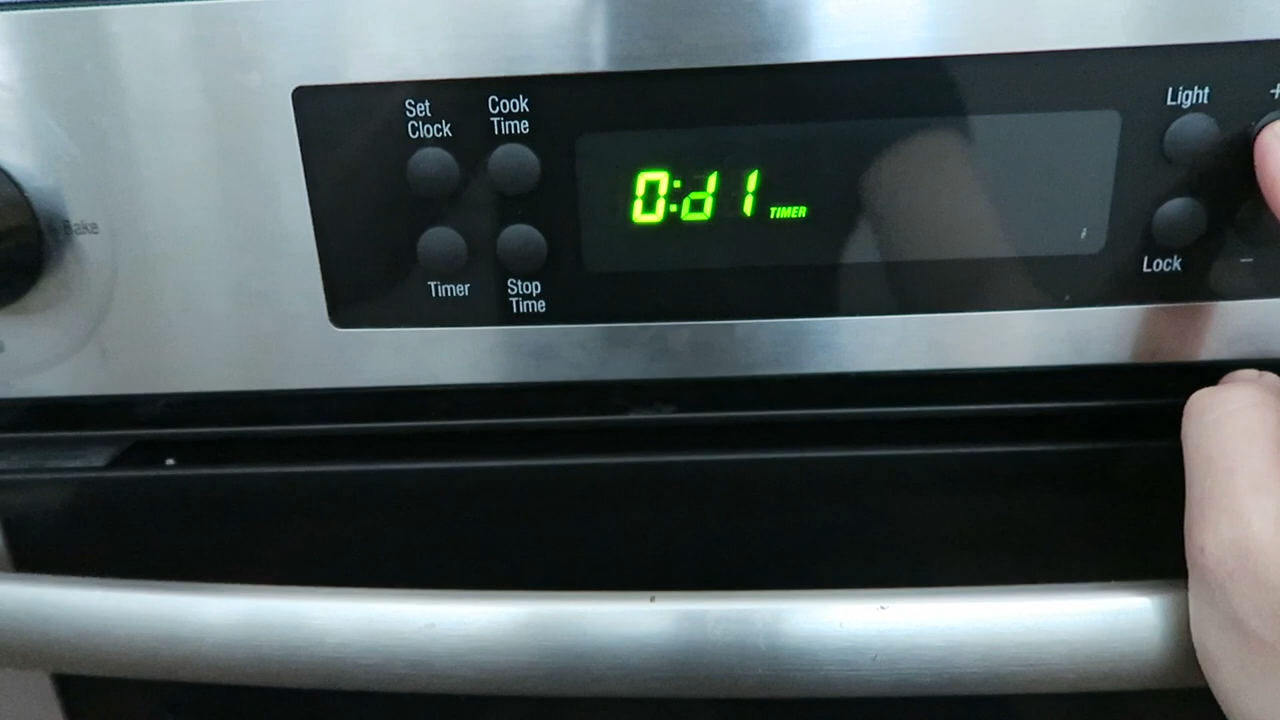 Set
Clock
Cook
Time
Timer
Stop
Time
0:d1 TIMER
Light
+
Lock
−
Bake